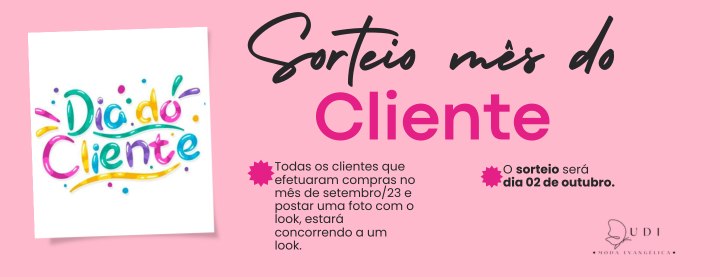 Dia do
Cliente
Sorteio mês do
Cliente
Todas os clientes que
efetuaram compras no
mês de setembro/23 e
postar uma foto com o
look, estará
concorrendo a um
look.
O sorteio será
dia 02 de outubro.
UDI
MODA EVANGÉLICA